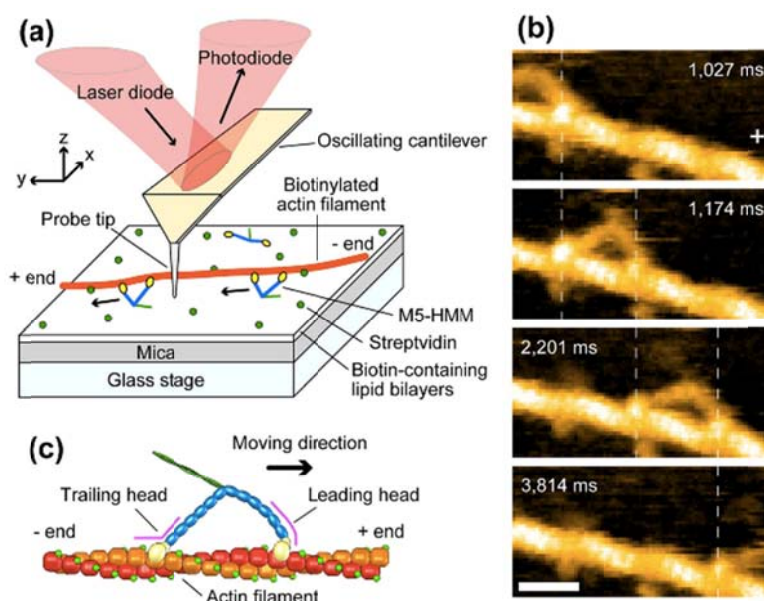 (a)
Photodiode
Laser diode
z
x
y
Oscillating cantilever
Biotinylated
actin filament
Probe tip
- end
+ end
M5-HMM
Streptvidin
Mica
Biotin-containing
lipid bilayers
Glass stage
(b)
1,027 ms
+
1,174 ms
2,201 ms
3,814 ms
(c)
Moving direction
Trailing head
Leading head
- end
+ end
Actin filament